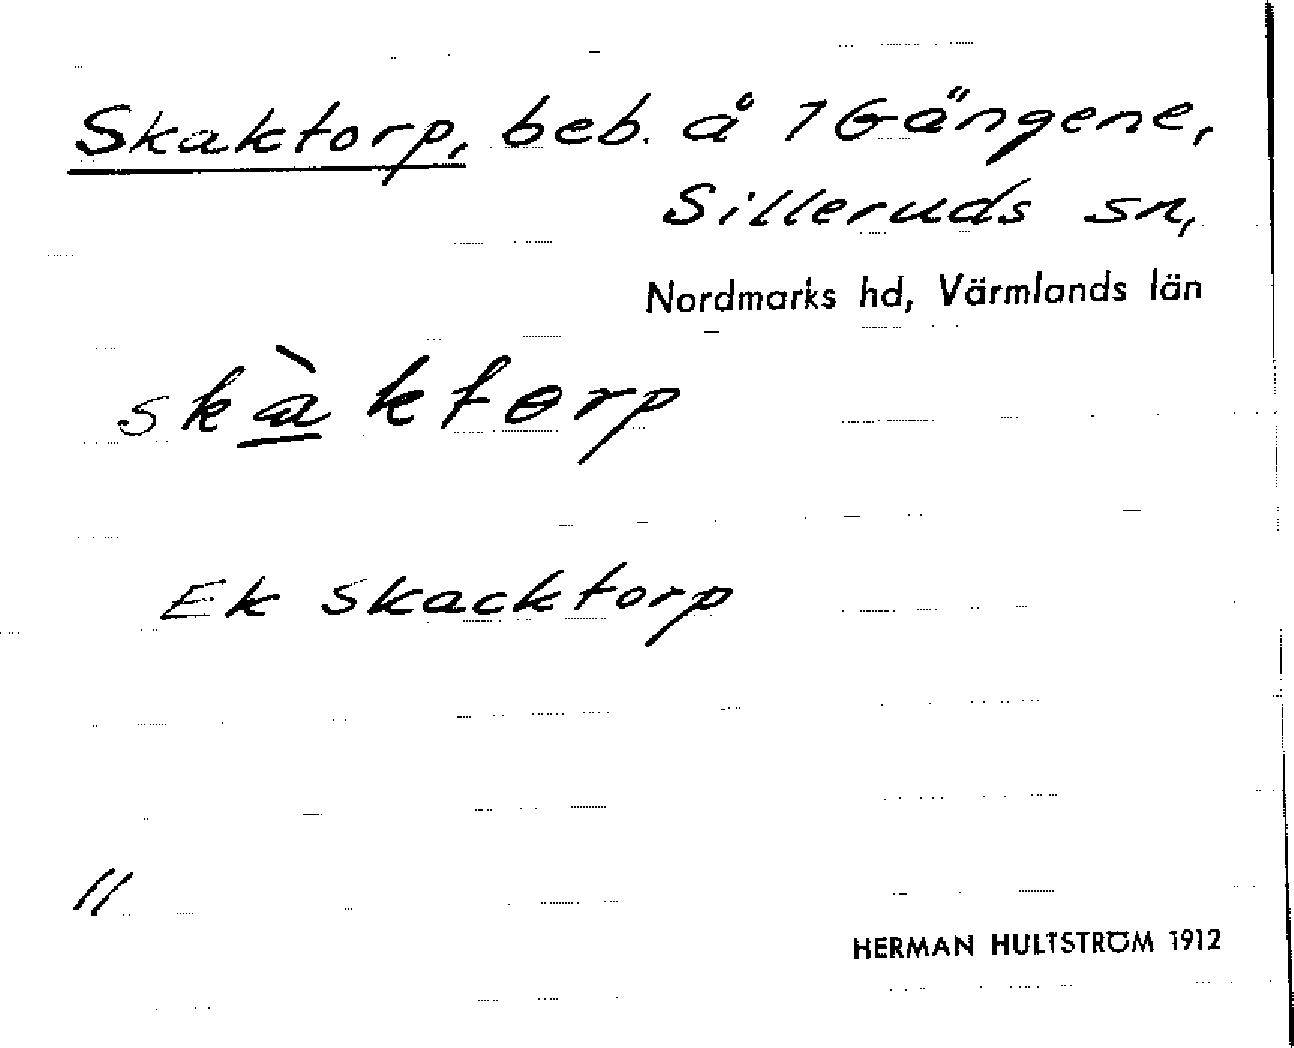 Skaktorp, beb. å 1 Gängene,
Silleruds sn,
Nordmarks hd, Värmlands län
skàktorp
Ek Skacktorp
//
HERMAN HULTSTRÖM 1912